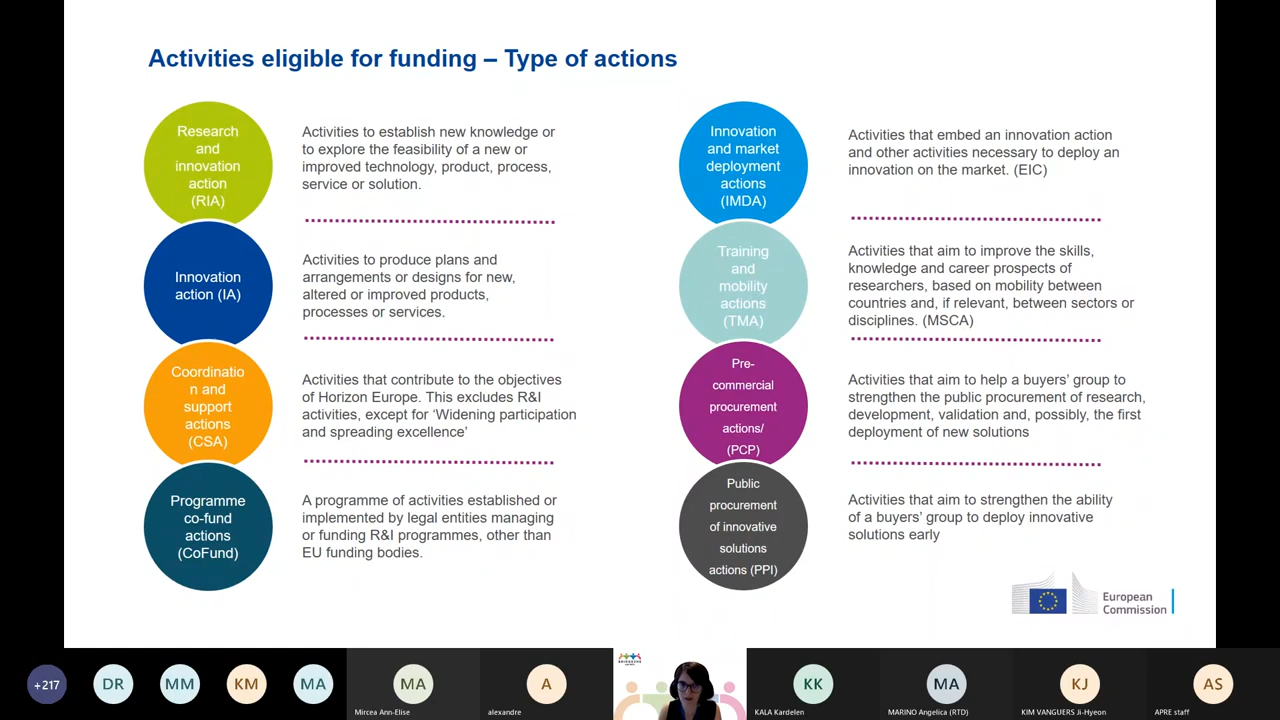 Activities eligible for funding – Type of actions
Research
and
innovation
action
(RIA)
Activities to establish new knowledge or
to explore the feasibility of a new or
improved technology, product, process,
service or solution.
Innovation
action (IA)
Activities to produce plans and
arrangements or designs for new,
altered or improved products,
processes or services.
Coordinatio
n and
support
actions
(CSA)
Activities that contribute to the objectives
of Horizon Europe. This excludes R&I
activities, except for ‘Widening participation
and spreading excellence’
Programme
co-fund
actions
(CoFund)
A programme of activities established or
implemented by legal entities managing
or funding R&I programmes, other than
EU funding bodies.
Innovation
and market
deployment
actions
(IMDA)
Activities that embed an innovation action
and other activities necessary to deploy an
innovation on the market. (EIC)
Training
and
mobility
actions
(TMA)
Activities that aim to improve the skills,
knowledge and career prospects of
researchers, based on mobility between
countries and, if relevant, between sectors or
disciplines. (MSCA)
Pre-
commercial
procurement
actions/
(PCP)
Activities that aim to help a buyers’ group to
strengthen the public procurement of research,
development, validation and, possibly, the first
deployment of new solutions
Public
procurement
of innovative
solutions
actions (PPI)
Activities that aim to strengthen the ability
of a buyers’ group to deploy innovative
solutions early
European
Commission
+217
DR
MM
KM
MA
MA
Mircea Ann-Elise
A
alexandre
KK
KALA Kardelen
MA
MARINO Angelica (RTD)
KJ
KIM VANGUERS Ji-Hyeon
AS
APRE staff